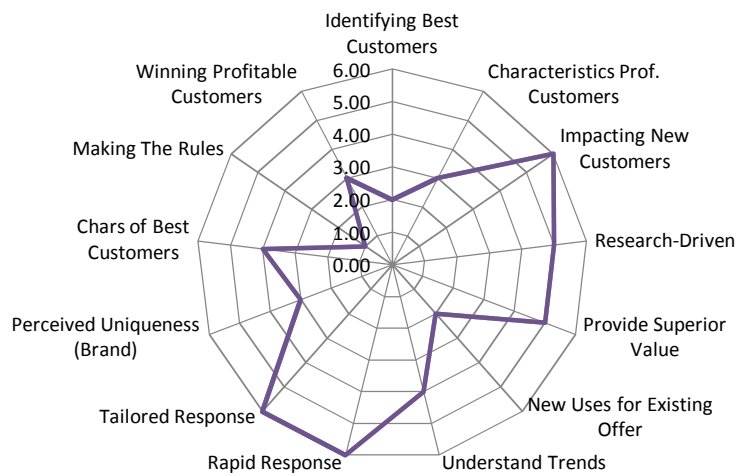 Identifying Best
Customers
Characteristics Prof.
Customers
Impacting New
Customers
Research-Driven
Provide Superior
Value
New Uses for Existing
Offer
Understand Trends
Rapid Response
Tailored Response
Perceived Uniqueness
(Brand)
Chars of Best
Customers
Making The Rules
Winning Profitable
Customers
6.00
5.00
4.00
3.00
2.00
1.00
0.00